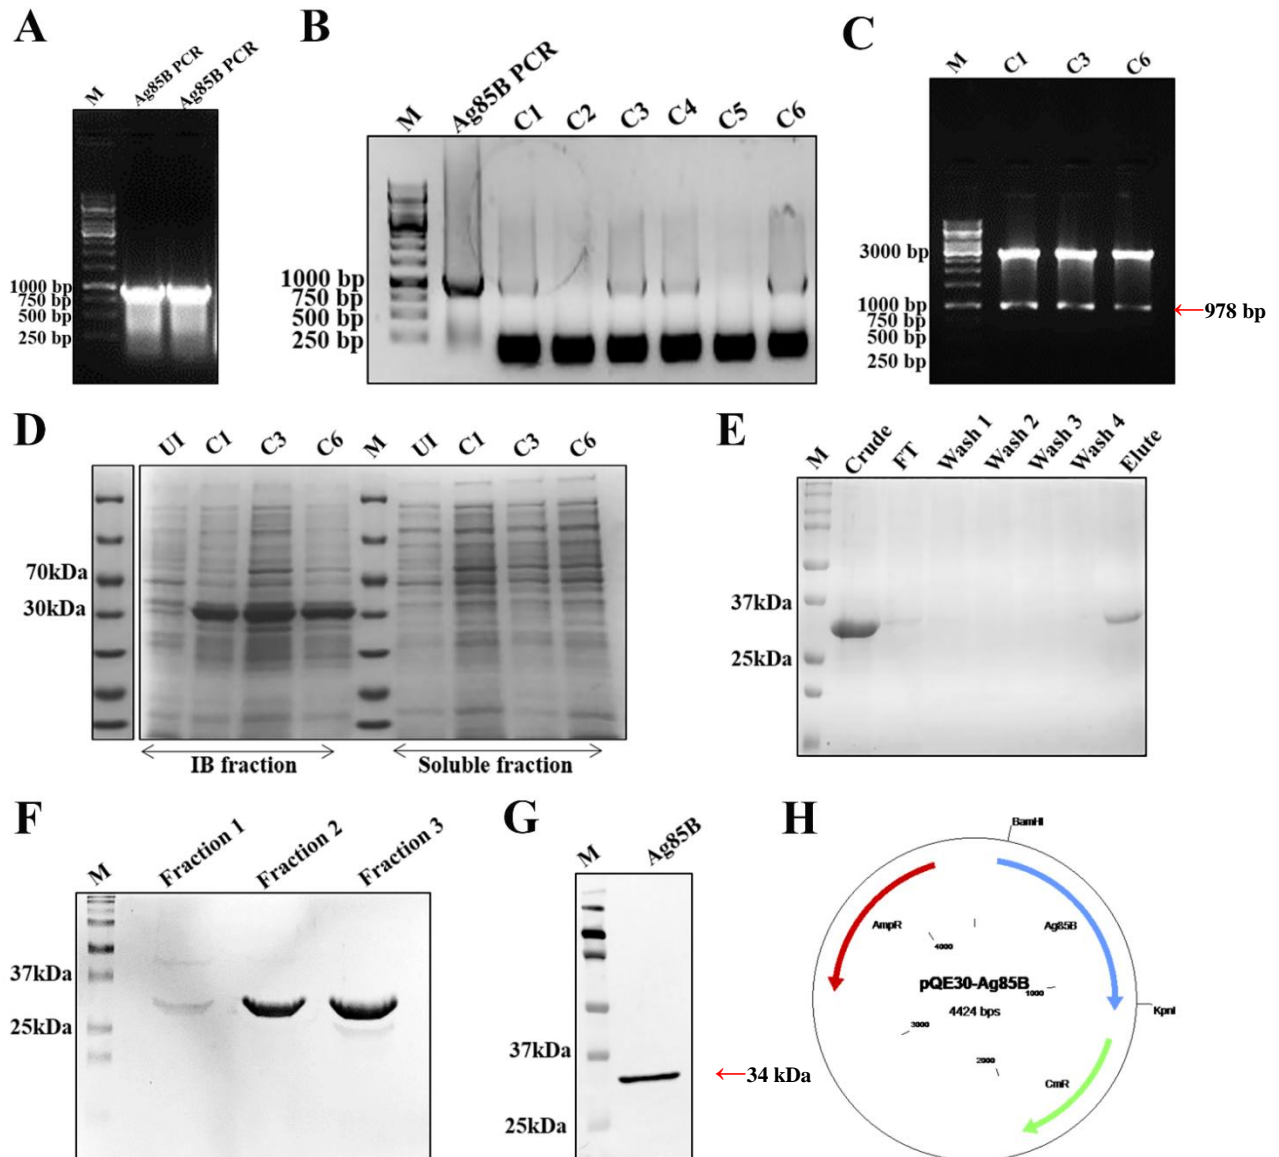 A
M
Ag85B PCR
Ag85B PCR
1000 bp
750 bp
500 bp
250 bp
B
M
Ag85B PCR
C1
C2
C3
C4
C5
C6
1000 bp
750 bp
500 bp
250 bp
C
M
C1
C3
C6
3000 bp
1000 bp
750 bp
500 bp
250 bp
←978 bp
D
UI
C1
C3
C6
M
UI
C1
C3
C6
70kDa
30kDa
IB fraction
Soluble fraction
E
M
Crude
FT
Wash 1
Wash 2
Wash 3
Wash 4
Elute
37kDa
25kDa
F
M
Fraction 1
Fraction 2
Fraction 3
37kDa
25kDa
G
M
Ag85B
37kDa
25kDa
←34 kDa
H
BamHI
AmpR
Ag85B
4000
pQE30-Ag85B
1000
4424 bps
KpnI
3000
2000
CmR